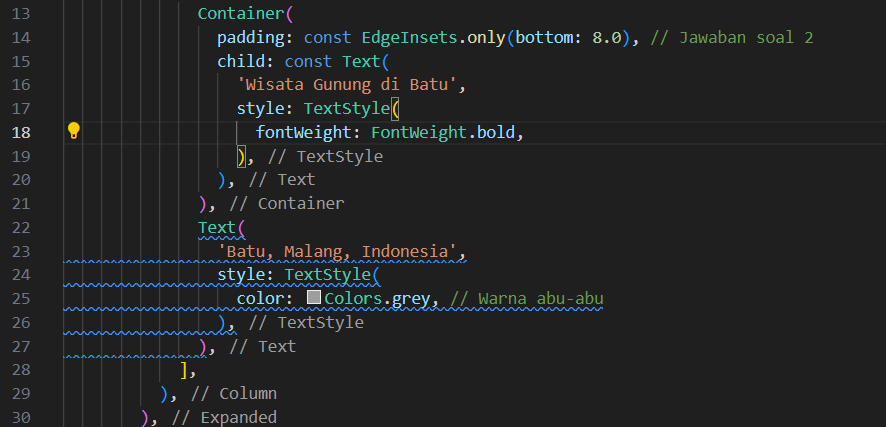 13 Container(
14 padding: const EdgeInsets.only(bottom: 8.0), // Jawaban soal 2
15 child: const Text(
16 'Wisata Gunung di Batu',
17 style: TextStyle(
18 fontWeight: FontWeight.bold,
19 ), // TextStyle
20 ), // Text
21 ), // Container
22 Text(
23 'Batu, Malang, Indonesia',
24 style: TextStyle(
25 color: Colors.grey, // Warna abu-abu
26 ), // TextStyle
27 ), // Text
28 ],
29 ), // Column
30 ), // Expanded